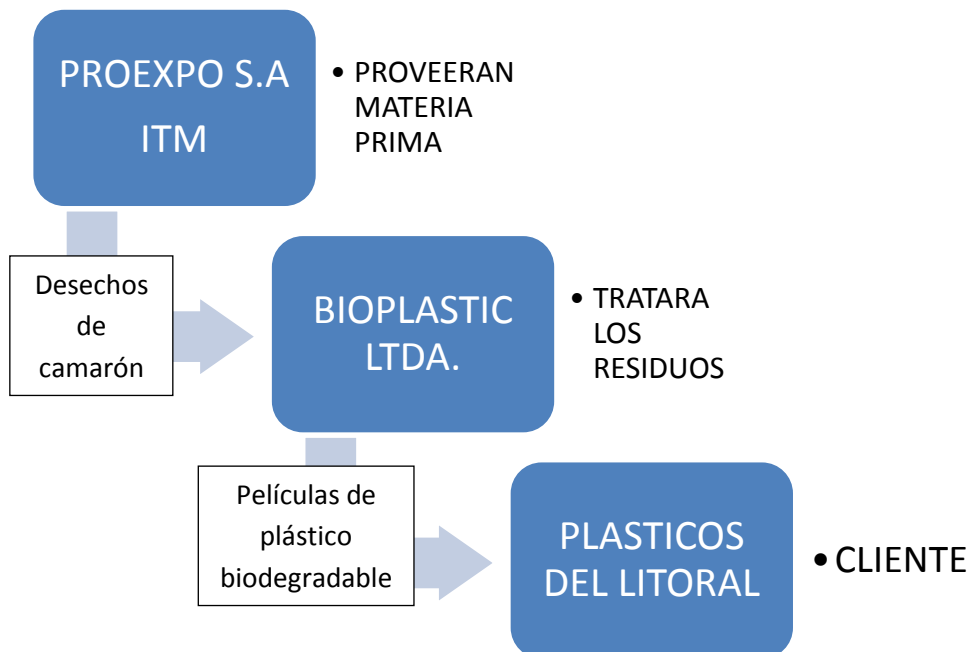 PROEXPO S.A
ITM
• PROVEERAN
MATERIA
PRIMA
Desechos
de
camarón
BIOPLASTIC
LTDA.
• TRATARA
LOS
RESIDUOS
Películas de
plástico
biodegradable
PLASTICOS
DEL LITORAL
• CLIENTE